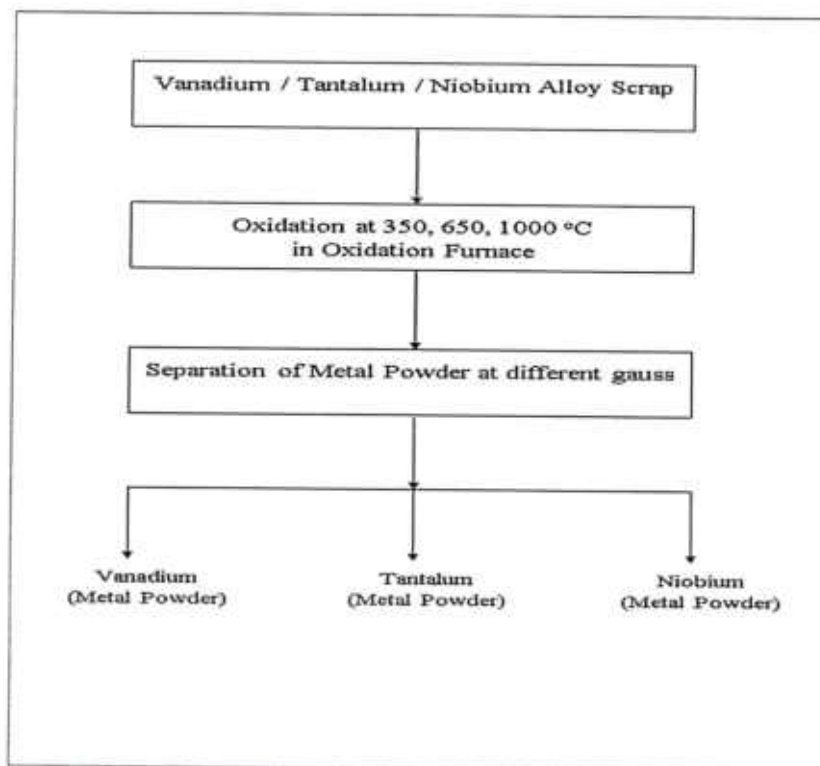 Vanadium / Tantalum / Niobium Alloy Scrap
Oxidation at 350, 650, 1000 ºC
in Oxidation Furnace
Separation of Metal Powder at different gauss
Vanadium
(Metal Powder)
Tantalum
(Metal Powder)
Niobium
(Metal Powder)